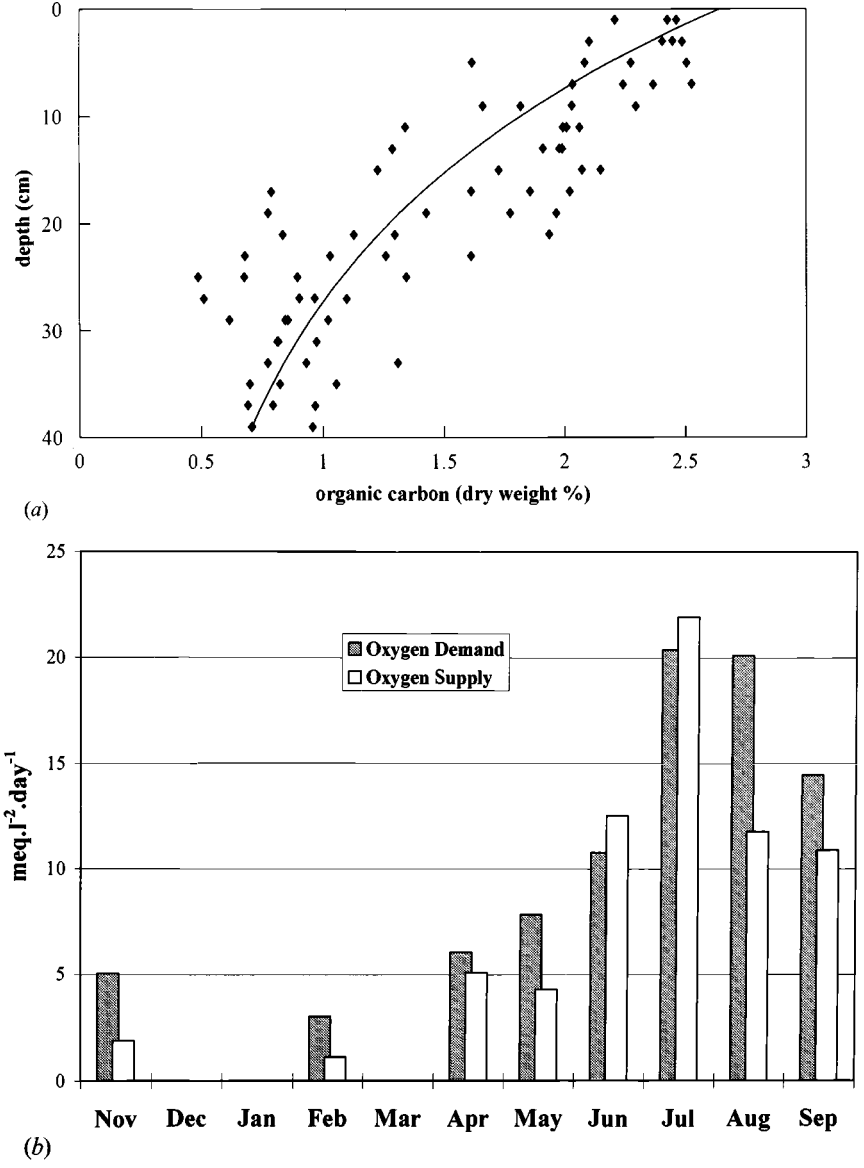 0
10
20
30
40
depth (cm)
0 0.5 1 1.5 2 2.5 3
organic carbon (dry weight %)
(a)
25
20
15
10
5
0
meq.l-2.day-1
Oxygen Demand
Oxygen Supply
Nov Dec Jan Feb Mar Apr May Jun Jul Aug Sep
(b)